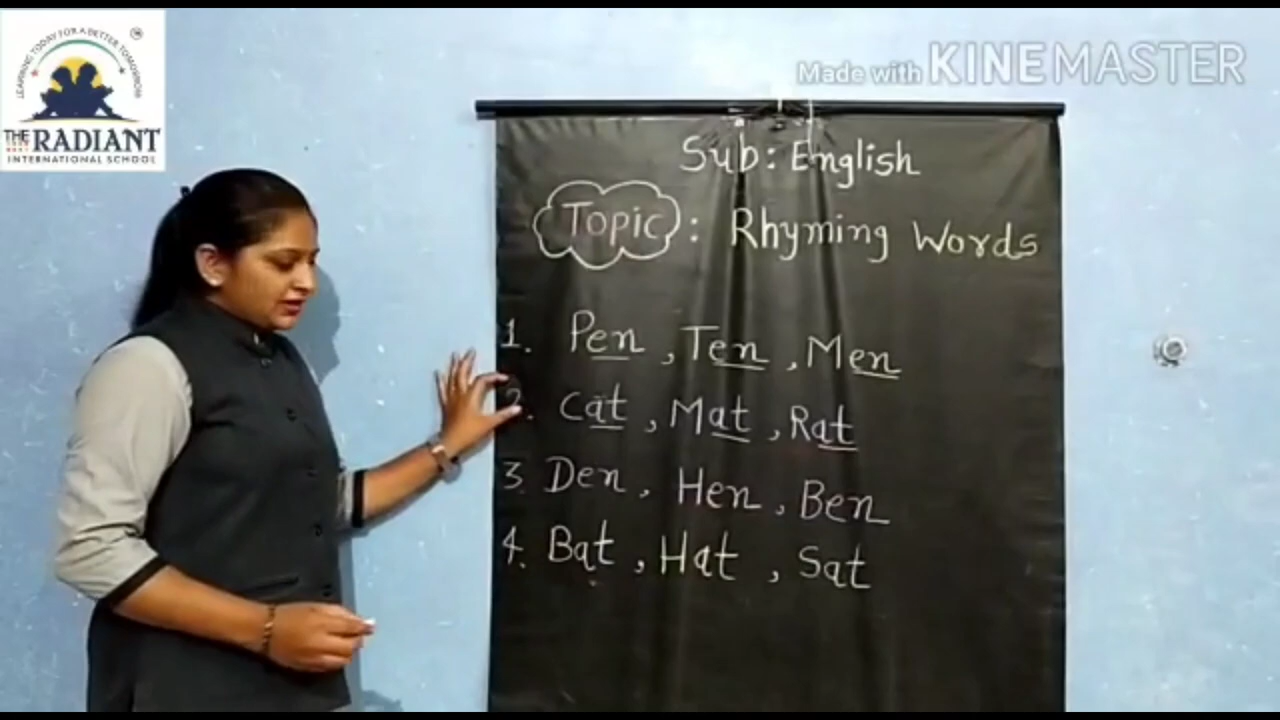 LEARNING TODAY FOR A BETTER TOMORROW
THE RADIANT
INTERNATIONAL SCHOOL
Made with KINEMASTER
Sub: English
Topic: Rhyming Words
1. Pen, Ten, Men
2. Cat, Mat, Rat
3. Den, Hen, Ben
4. Bat, Hat, Sat